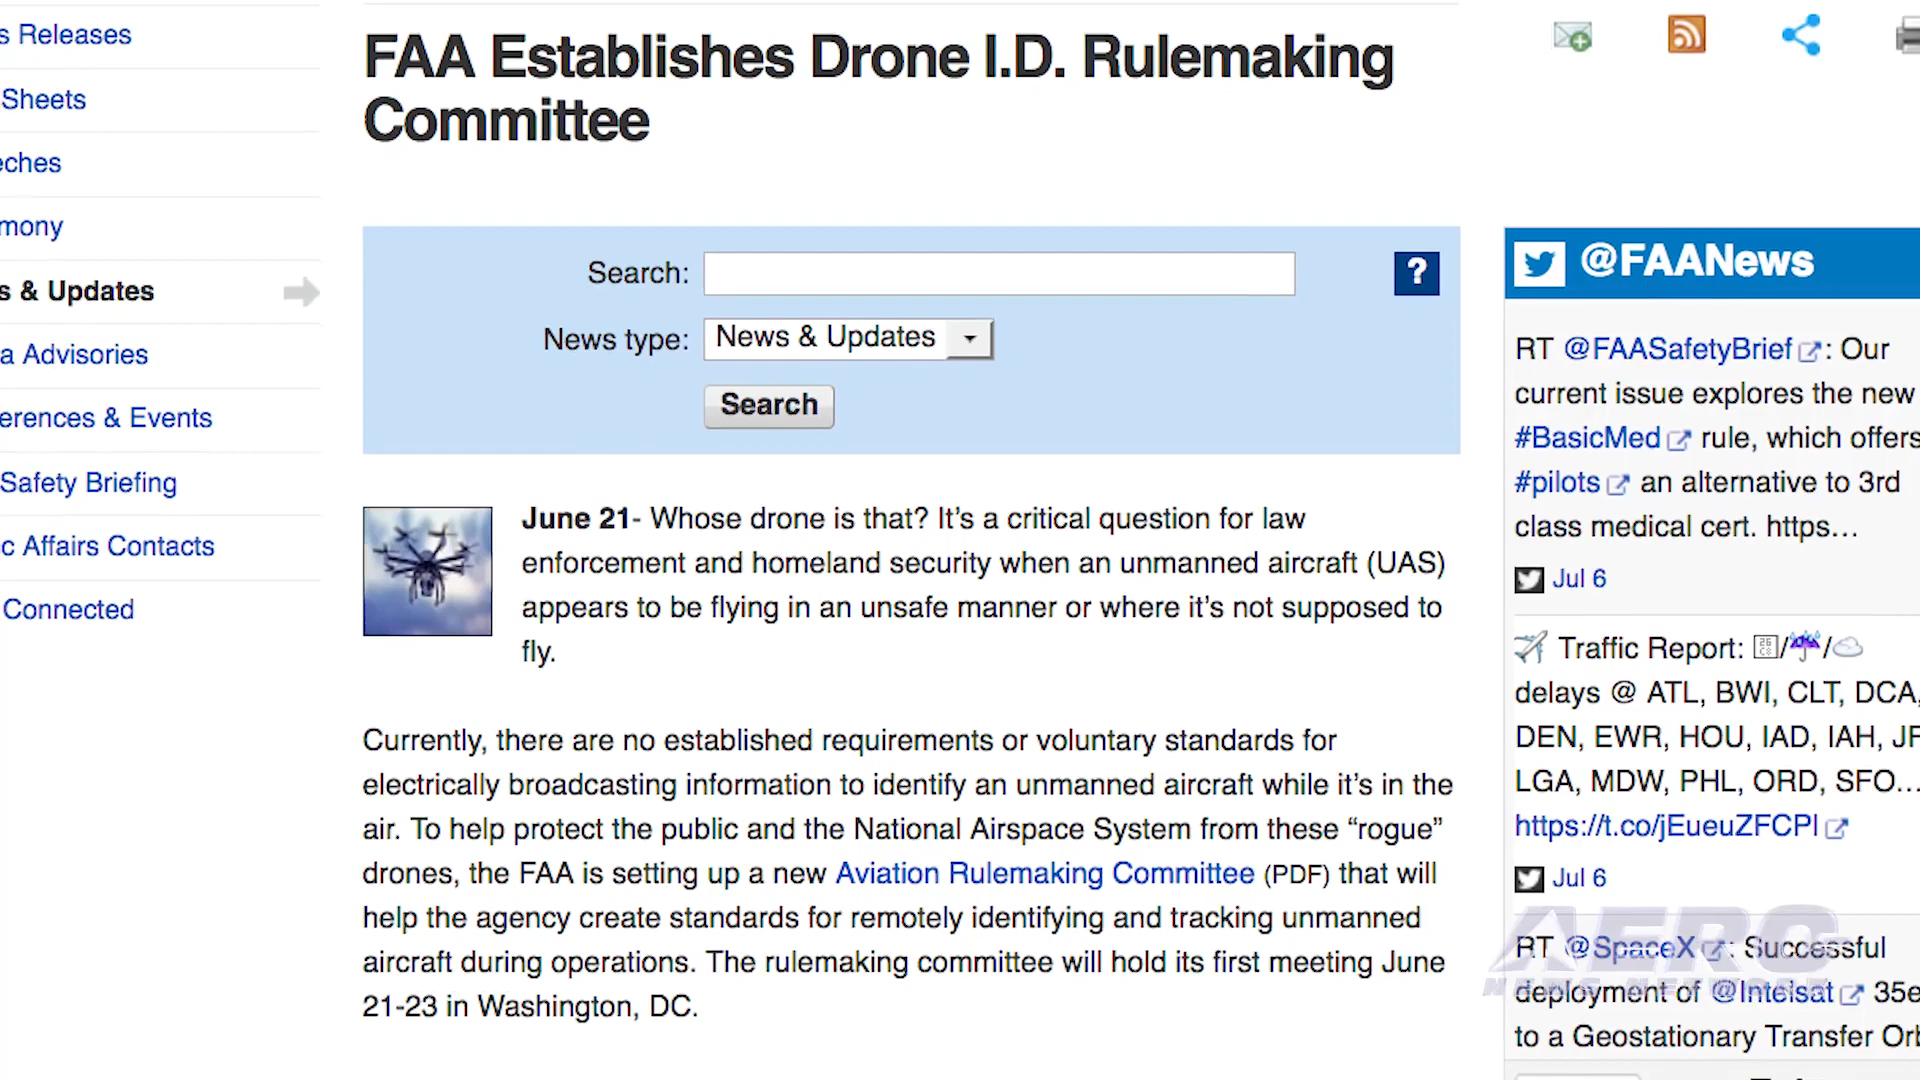 s Releases
Sheets
eches
mony
s & Updates
a Advisories
erences & Events
Safety Briefing
c Affairs Contacts
Connected
FAA Establishes Drone I.D. Rulemaking
Committee
Search:
?
News type: News & Updates
Search
June 21- Whose drone is that? It’s a critical question for law
enforcement and homeland security when an unmanned aircraft (UAS)
appears to be flying in an unsafe manner or where it’s not supposed to
fly.
Currently, there are no established requirements or voluntary standards for
electrically broadcasting information to identify an unmanned aircraft while it’s in the
air. To help protect the public and the National Airspace System from these “rogue”
drones, the FAA is setting up a new Aviation Rulemaking Committee (PDF) that will
help the agency create standards for remotely identifying and tracking unmanned
aircraft during operations. The rulemaking committee will hold its first meeting June
21-23 in Washington, DC.
@FAANews
RT @FAASafetyBrief: Our
current issue explores the new
#BasicMed rule, which offers
#pilots an alternative to 3rd
class medical cert. https…
Jul 6
Traffic Report: / /
delays @ ATL, BWI, CLT, DCA,
DEN, EWR, HOU, IAD, IAH, JF
LGA, MDW, PHL, ORD, SFO…
https://t.co/jEueuZFCPl
Jul 6
RT @SpaceX: Successful
deployment of @Intelsat 35e
to a Geostationary Transfer Orb
AERO
NEWS NETWORK